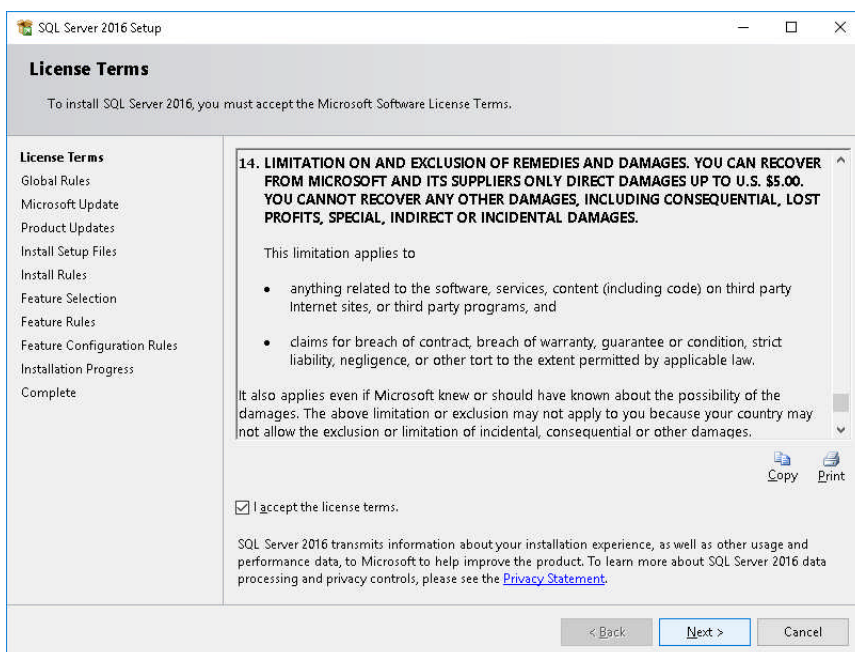 SQL Server 2016 Setup
License Terms
To install SQL Server 2016, you must accept the Microsoft Software License Terms.
License Terms
Global Rules
Microsoft Update
Product Updates
Install Setup Files
Install Rules
Feature Selection
Feature Rules
Feature Configuration Rules
Installation Progress
Complete
14. LIMITATION ON AND EXCLUSION OF REMEDIES AND DAMAGES. YOU CAN RECOVER
FROM MICROSOFT AND ITS SUPPLIERS ONLY DIRECT DAMAGES UP TO U.S. $5.00.
YOU CANNOT RECOVER ANY OTHER DAMAGES, INCLUDING CONSEQUENTIAL, LOST
PROFITS, SPECIAL, INDIRECT OR INCIDENTAL DAMAGES.
This limitation applies to
• anything related to the software, services, content (including code) on third party
Internet sites, or third party programs, and
• claims for breach of contract, breach of warranty, guarantee or condition, strict
liability, negligence, or other tort to the extent permitted by applicable law.
It also applies even if Microsoft knew or should have known about the possibility of the
damages. The above limitation or exclusion may not apply to you because your country may
not allow the exclusion or limitation of incidental, consequential or other damages.
Copy Print
I accept the license terms.
SQL Server 2016 transmits information about your installation experience, as well as other usage and
performance data, to Microsoft to help improve the product. To learn more about SQL Server 2016 data
processing and privacy controls, please see the Privacy Statement.
< Back Next > Cancel